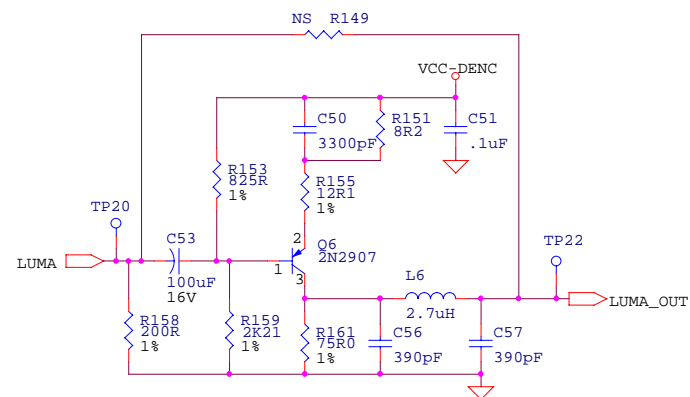 NS R149
VCC-DENC
C50
3300pF
R151
8R2
C51
.1uF
R153
825R
1%
R155
12R1
1%
TP20
C53
100uF
16V
LUMA
2
1
3
Q6
2N2907
TP22
L6
2.7uH
LUMA_OUT
R158
200R
1%
R159
2K21
1%
R161
75R0
1%
C56
390pF
C57
390pF